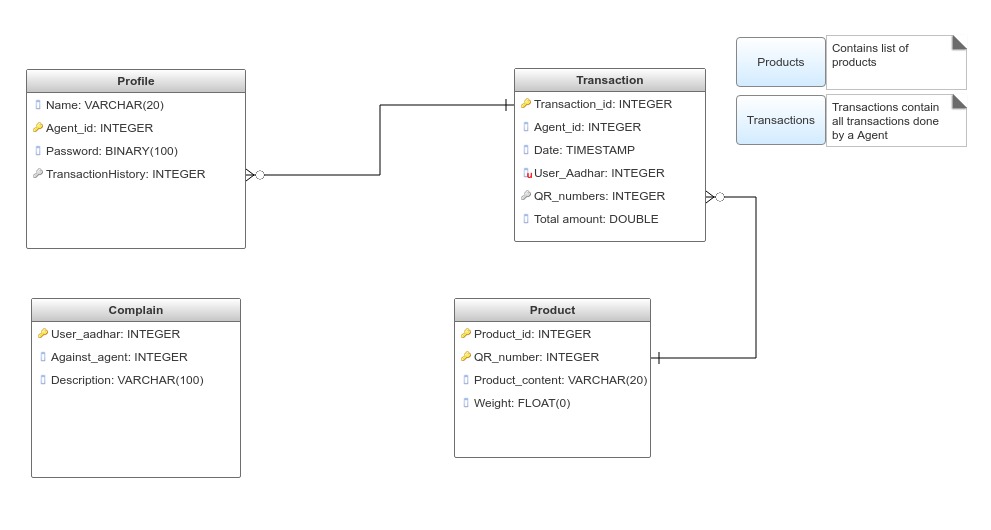 Profile
Name: VARCHAR(20)
Agent_id: INTEGER
Password: BINARY(100)
TransactionHistory: INTEGER
Transaction
Transaction_id: INTEGER
Agent_id: INTEGER
Date: TIMESTAMP
User_Aadhar: INTEGER
QR_numbers: INTEGER
Total amount: DOUBLE
Products
Contains list of
products
Transactions
Transactions contain
all transactions done
by a Agent
Complain
User_aadhar: INTEGER
Against_agent: INTEGER
Description: VARCHAR(100)
Product
Product_id: INTEGER
QR_number: INTEGER
Product_content: VARCHAR(20)
Weight: FLOAT(0)